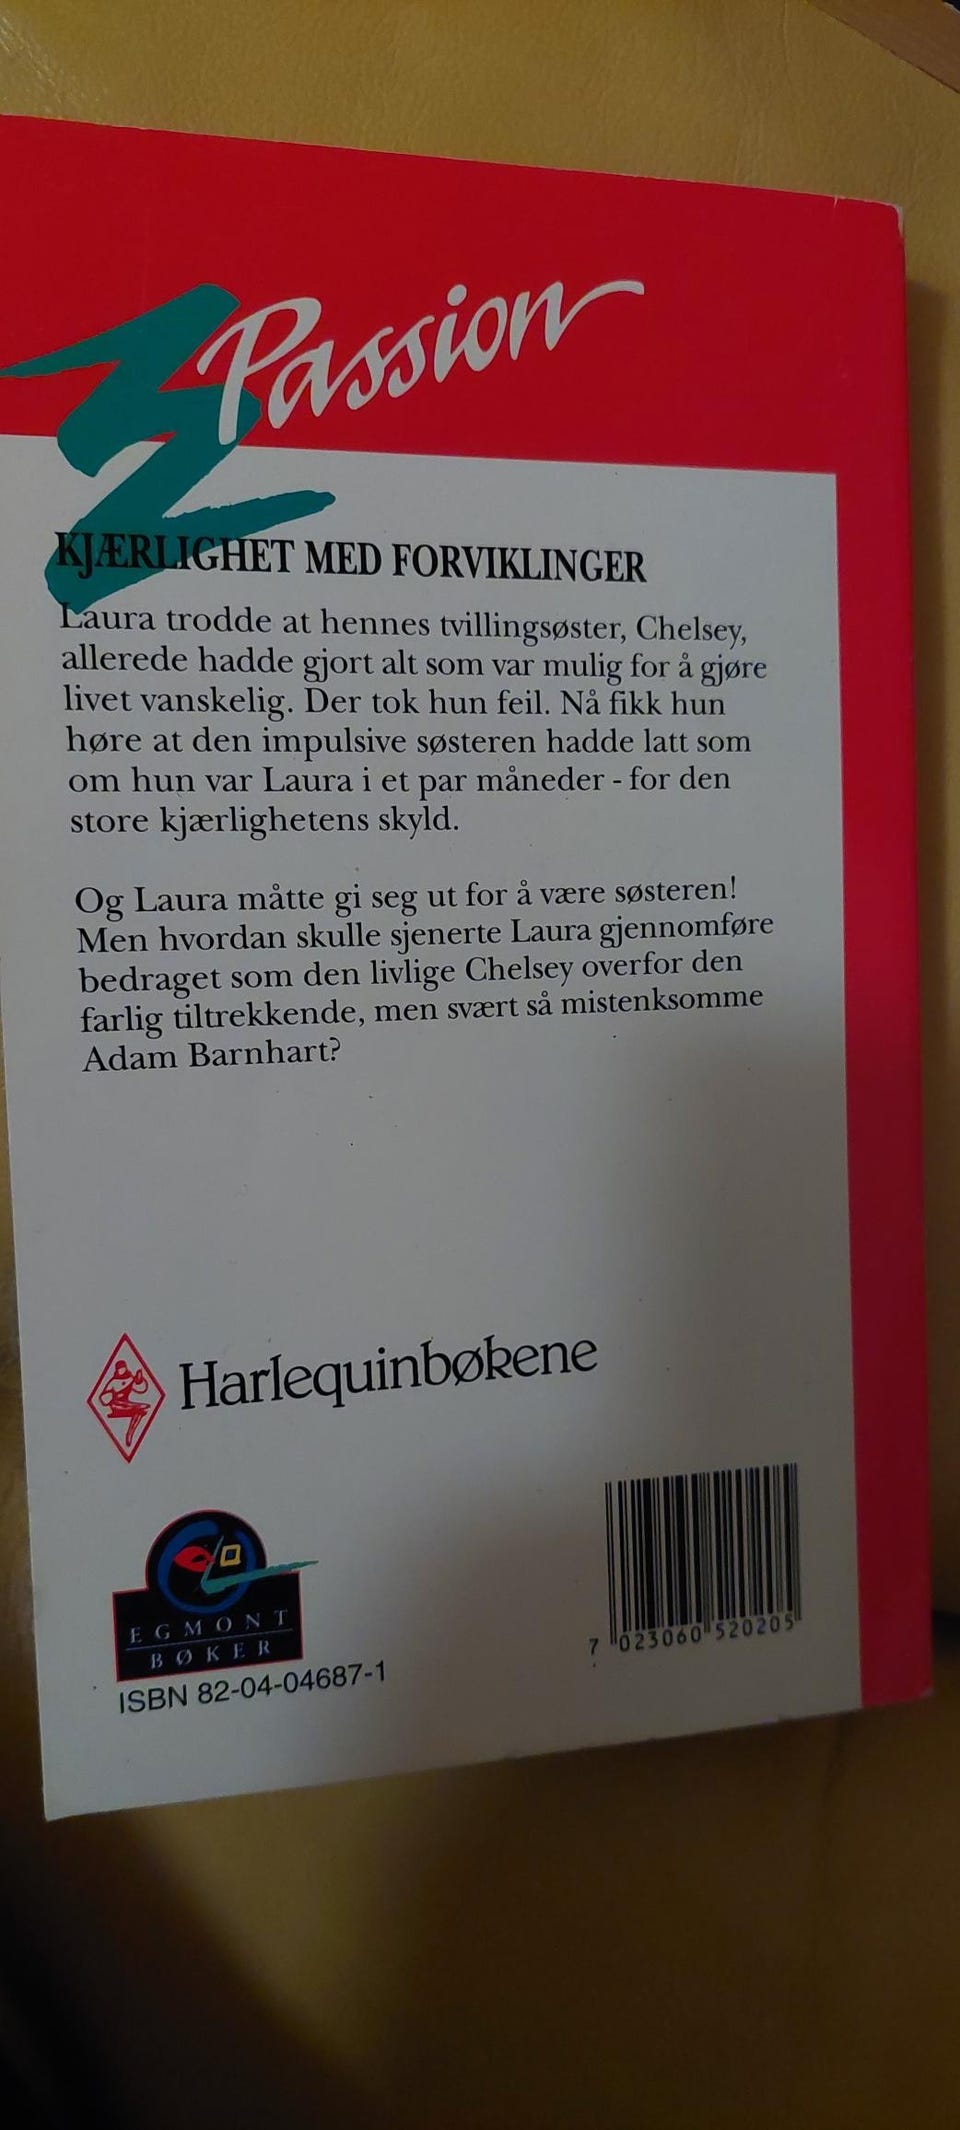 Passion
KJÆRLIGHET MED FORVIKLINGER
Laura trodde at hennes tvillingsøster, Chelsey,
allerede hadde gjort alt som var mulig for å gjøre
livet vanskelig. Der tok hun feil. Nå fikk hun
høre at den impulsive søsteren hadde latt som
om hun var Laura i et par måneder - for den
store kjærlighetens skyld.
Og Laura måtte gi seg ut for å være søsteren!
Men hvordan skulle sjenerte Laura gjennomføre
bedraget som den livlige Chelsey overfor den
farlig tiltrekkende, men svært så mistenksomme
Adam Barnhart?
Harlequinbøkene
EGMONT
BØKER
ISBN 82-04-04687-1
7 023060 520205